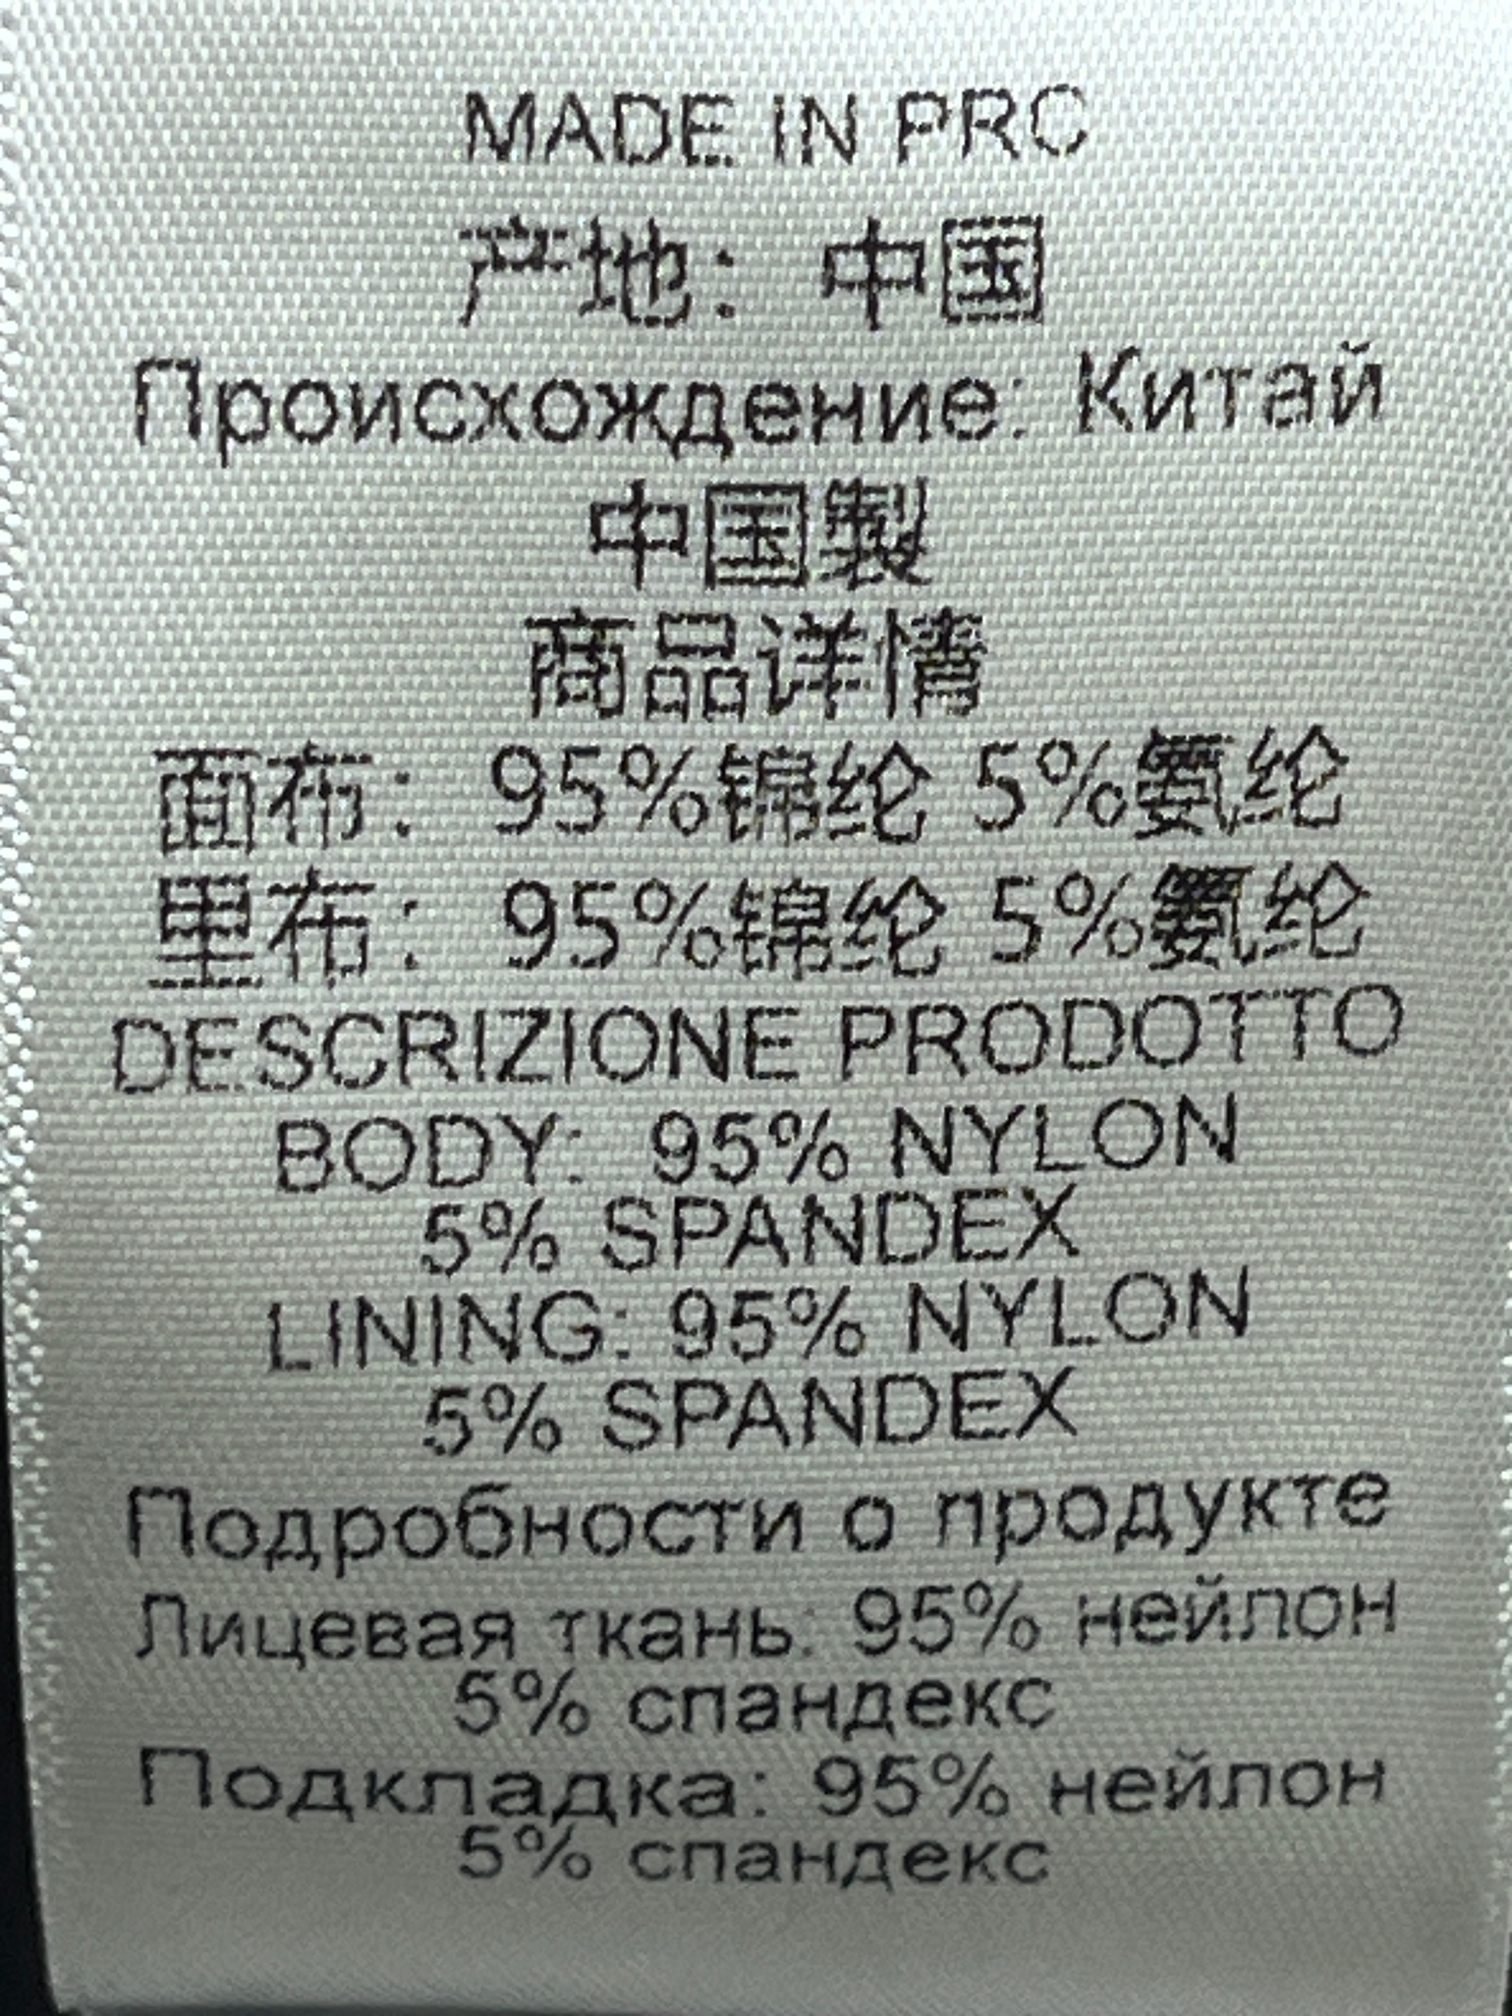 MADE IN PRC
产地：中国
Происхождение: Китай
中国製
商品详情
面布：95%锦纶 5%氨纶
里布：95%锦纶 5%氨纶
DESCRIZIONE PRODOTTO
BODY: 95% NYLON
5% SPANDEX
LINING: 95% NYLON
5% SPANDEX
Подробности о продукте
Лицевая ткань: 95% нейлон
5% спандекс
Подкладка: 95% нейлон
5% спандекс